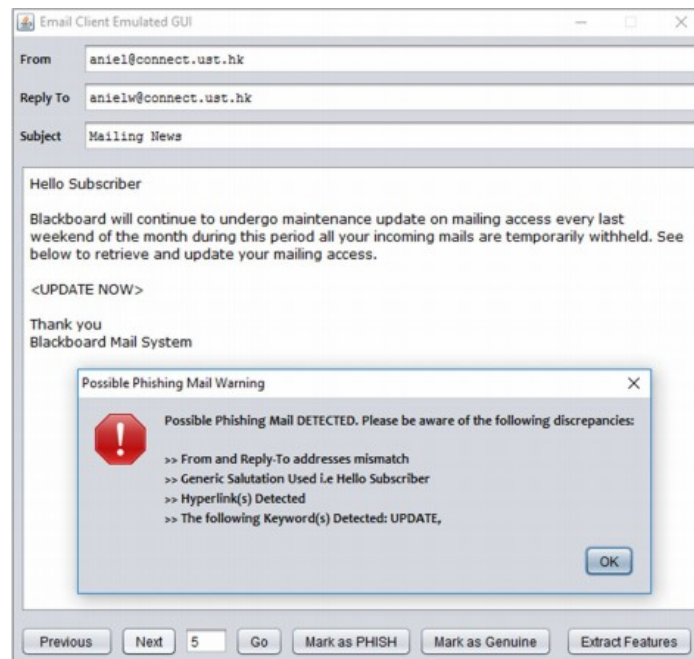 Email Client Emulated GUI
From aniel@connect.ust.hk
Reply To anielw@connect.ust.hk
Subject Mailing News
Hello Subscriber
Blackboard will continue to undergo maintenance update on mailing access every last
weekend of the month during this period all your incoming mails are temporarily withheld. See
below to retrieve and update your mailing access.
<UPDATE NOW>
Thank you
Blackboard Mail System
Possible Phishing Mail Warning
Possible Phishing Mail DETECTED. Please be aware of the following discrepancies:
>> From and Reply-To addresses mismatch
>> Generic Salutation Used i.e Hello Subscriber
>> Hyperlink(s) Detected
>> The following Keyword(s) Detected: UPDATE,
OK
Previous Next 5 Go Mark as PHISH Mark as Genuine Extract Features